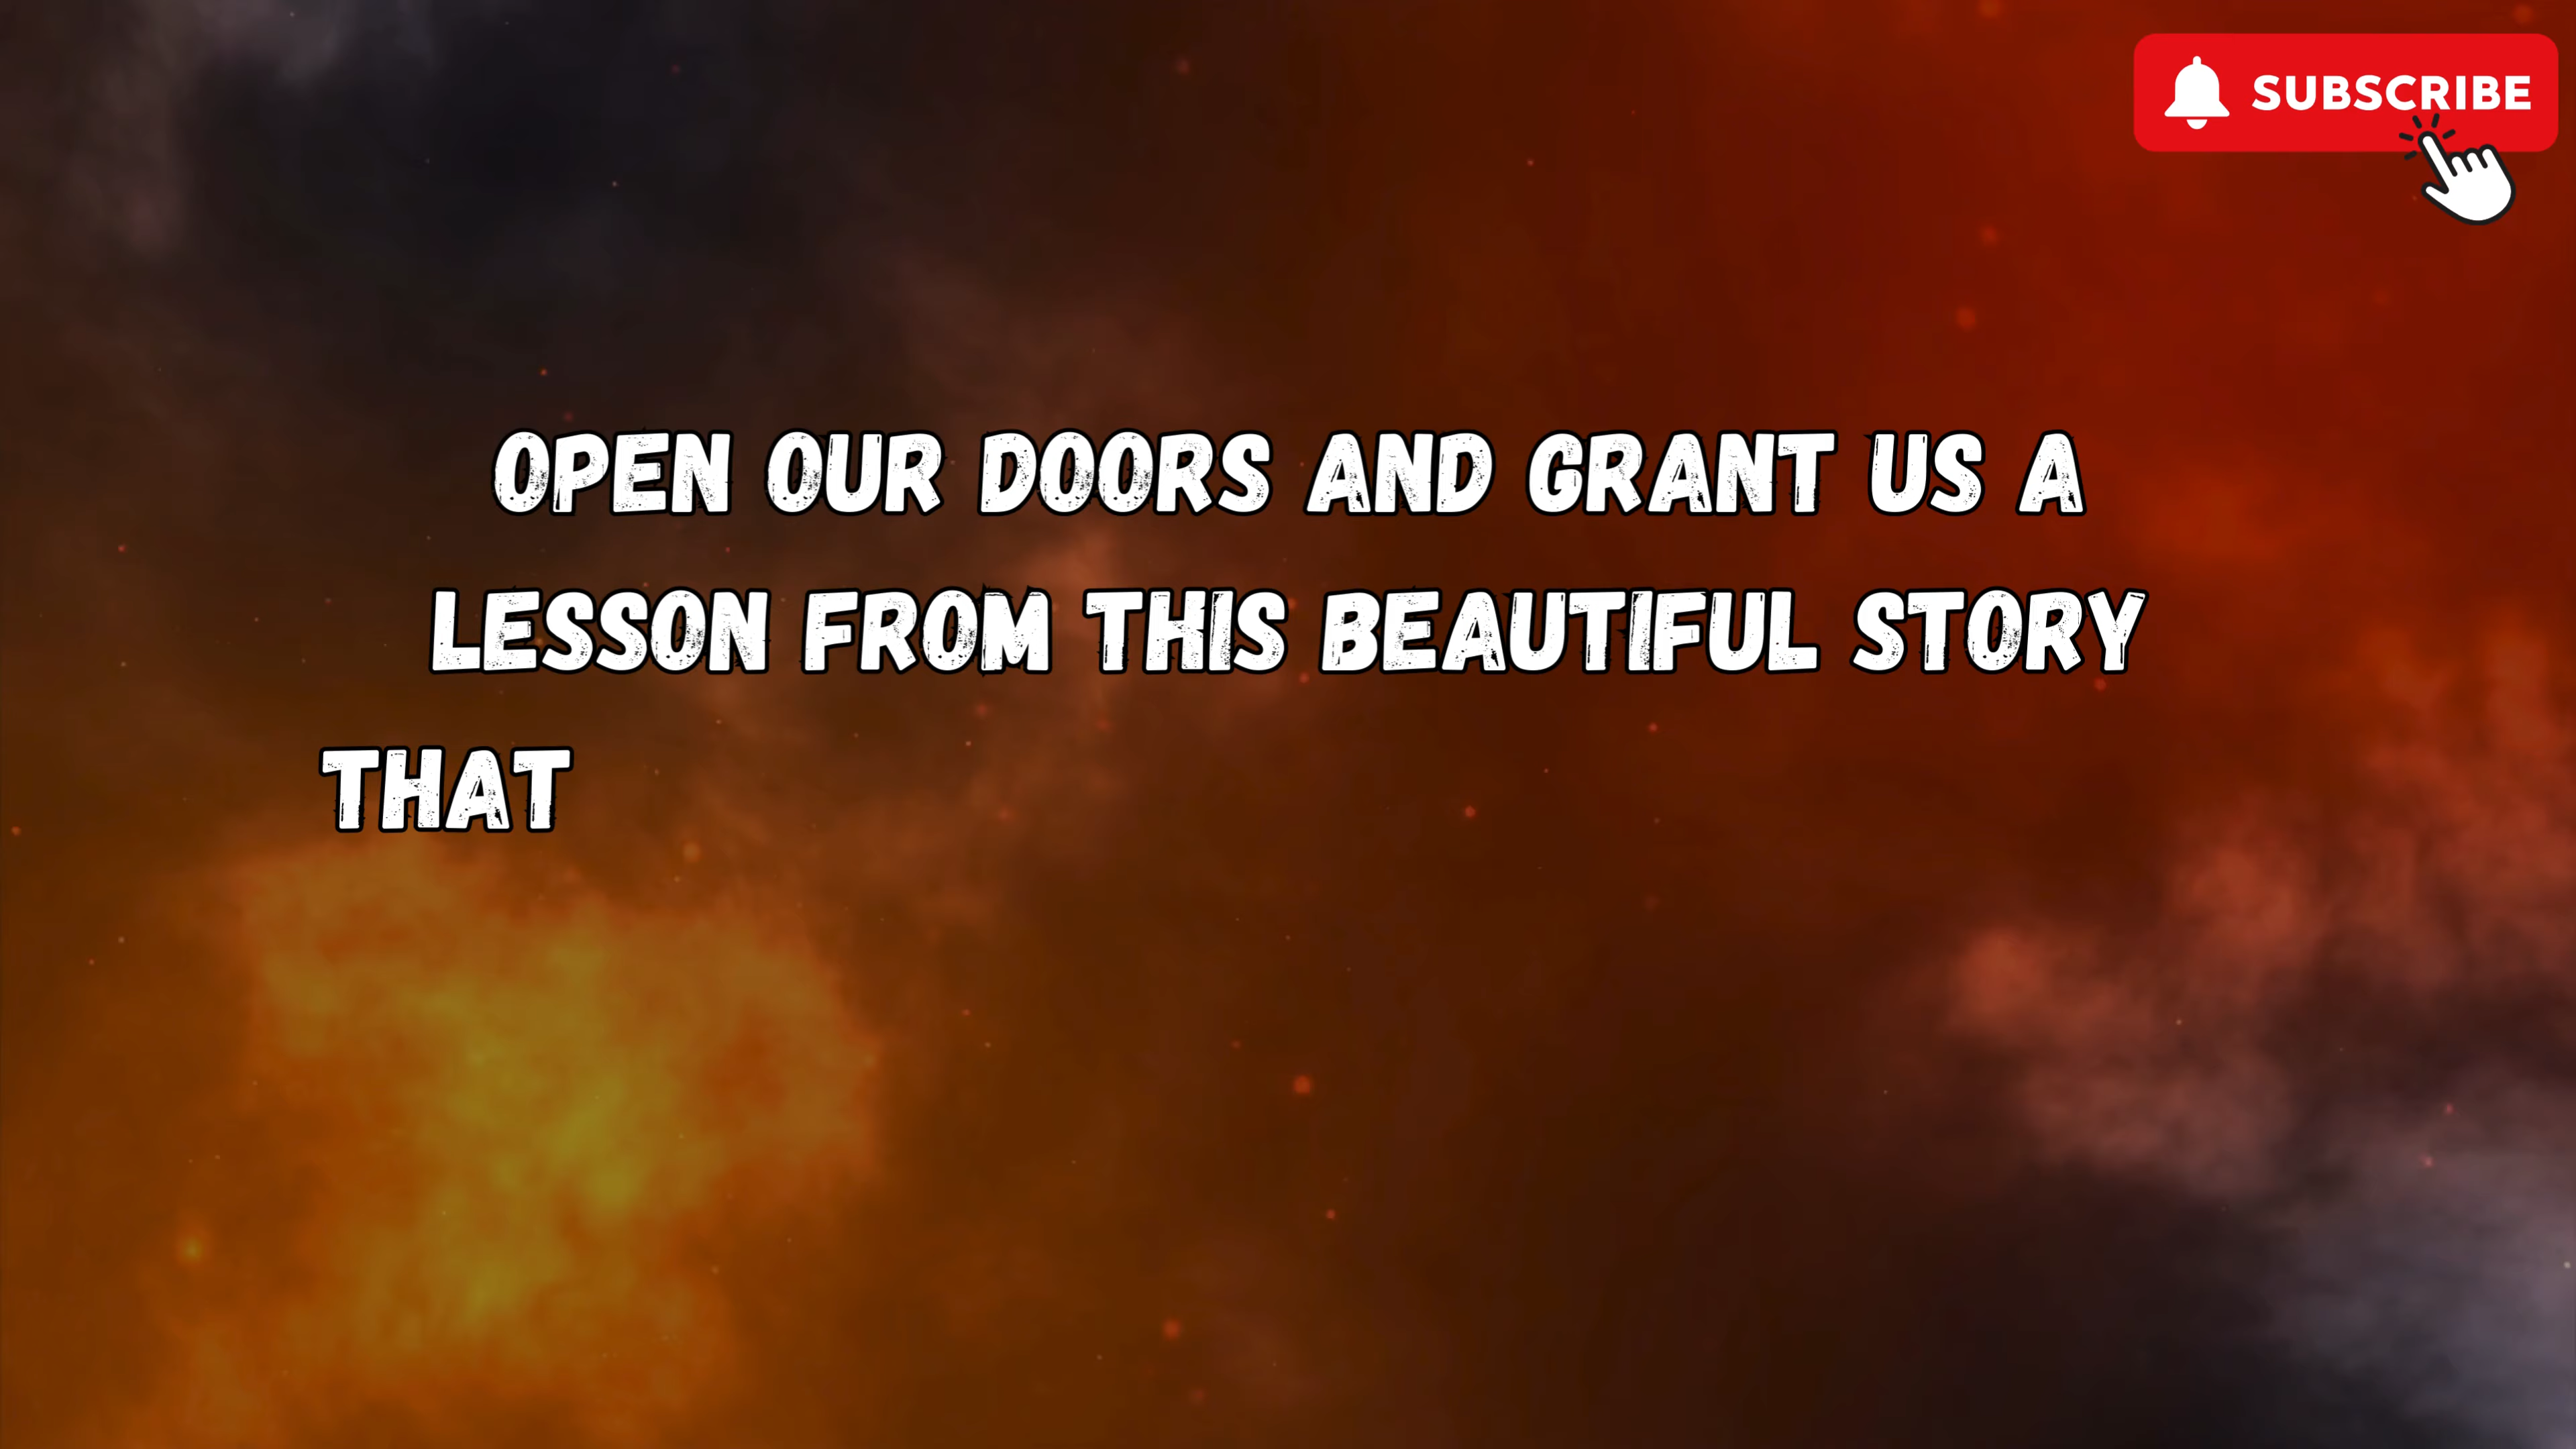 SUBSCRIBE
OPEN OUR DOORS AND GRANT US A
LESSON FROM THIS BEAUTIFUL STORY
THAT